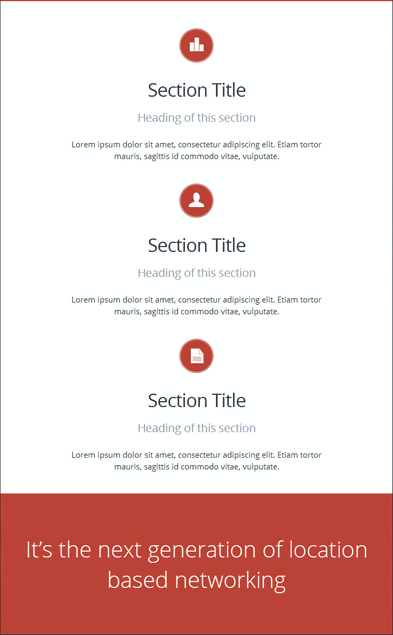 Section Title
Heading of this section
Lorem ipsum dolor sit amet, consectetur adipiscing elit. Etiam tortor
mauris, sagittis id commodo vitae, vulputate.
Section Title
Heading of this section
Lorem ipsum dolor sit amet, consectetur adipiscing elit. Etiam tortor
mauris, sagittis id commodo vitae, vulputate.
Section Title
Heading of this section
Lorem ipsum dolor sit amet, consectetur adipiscing elit. Etiam tortor
mauris, sagittis id commodo vitae, vulputate.
It’s the next generation of location
based networking